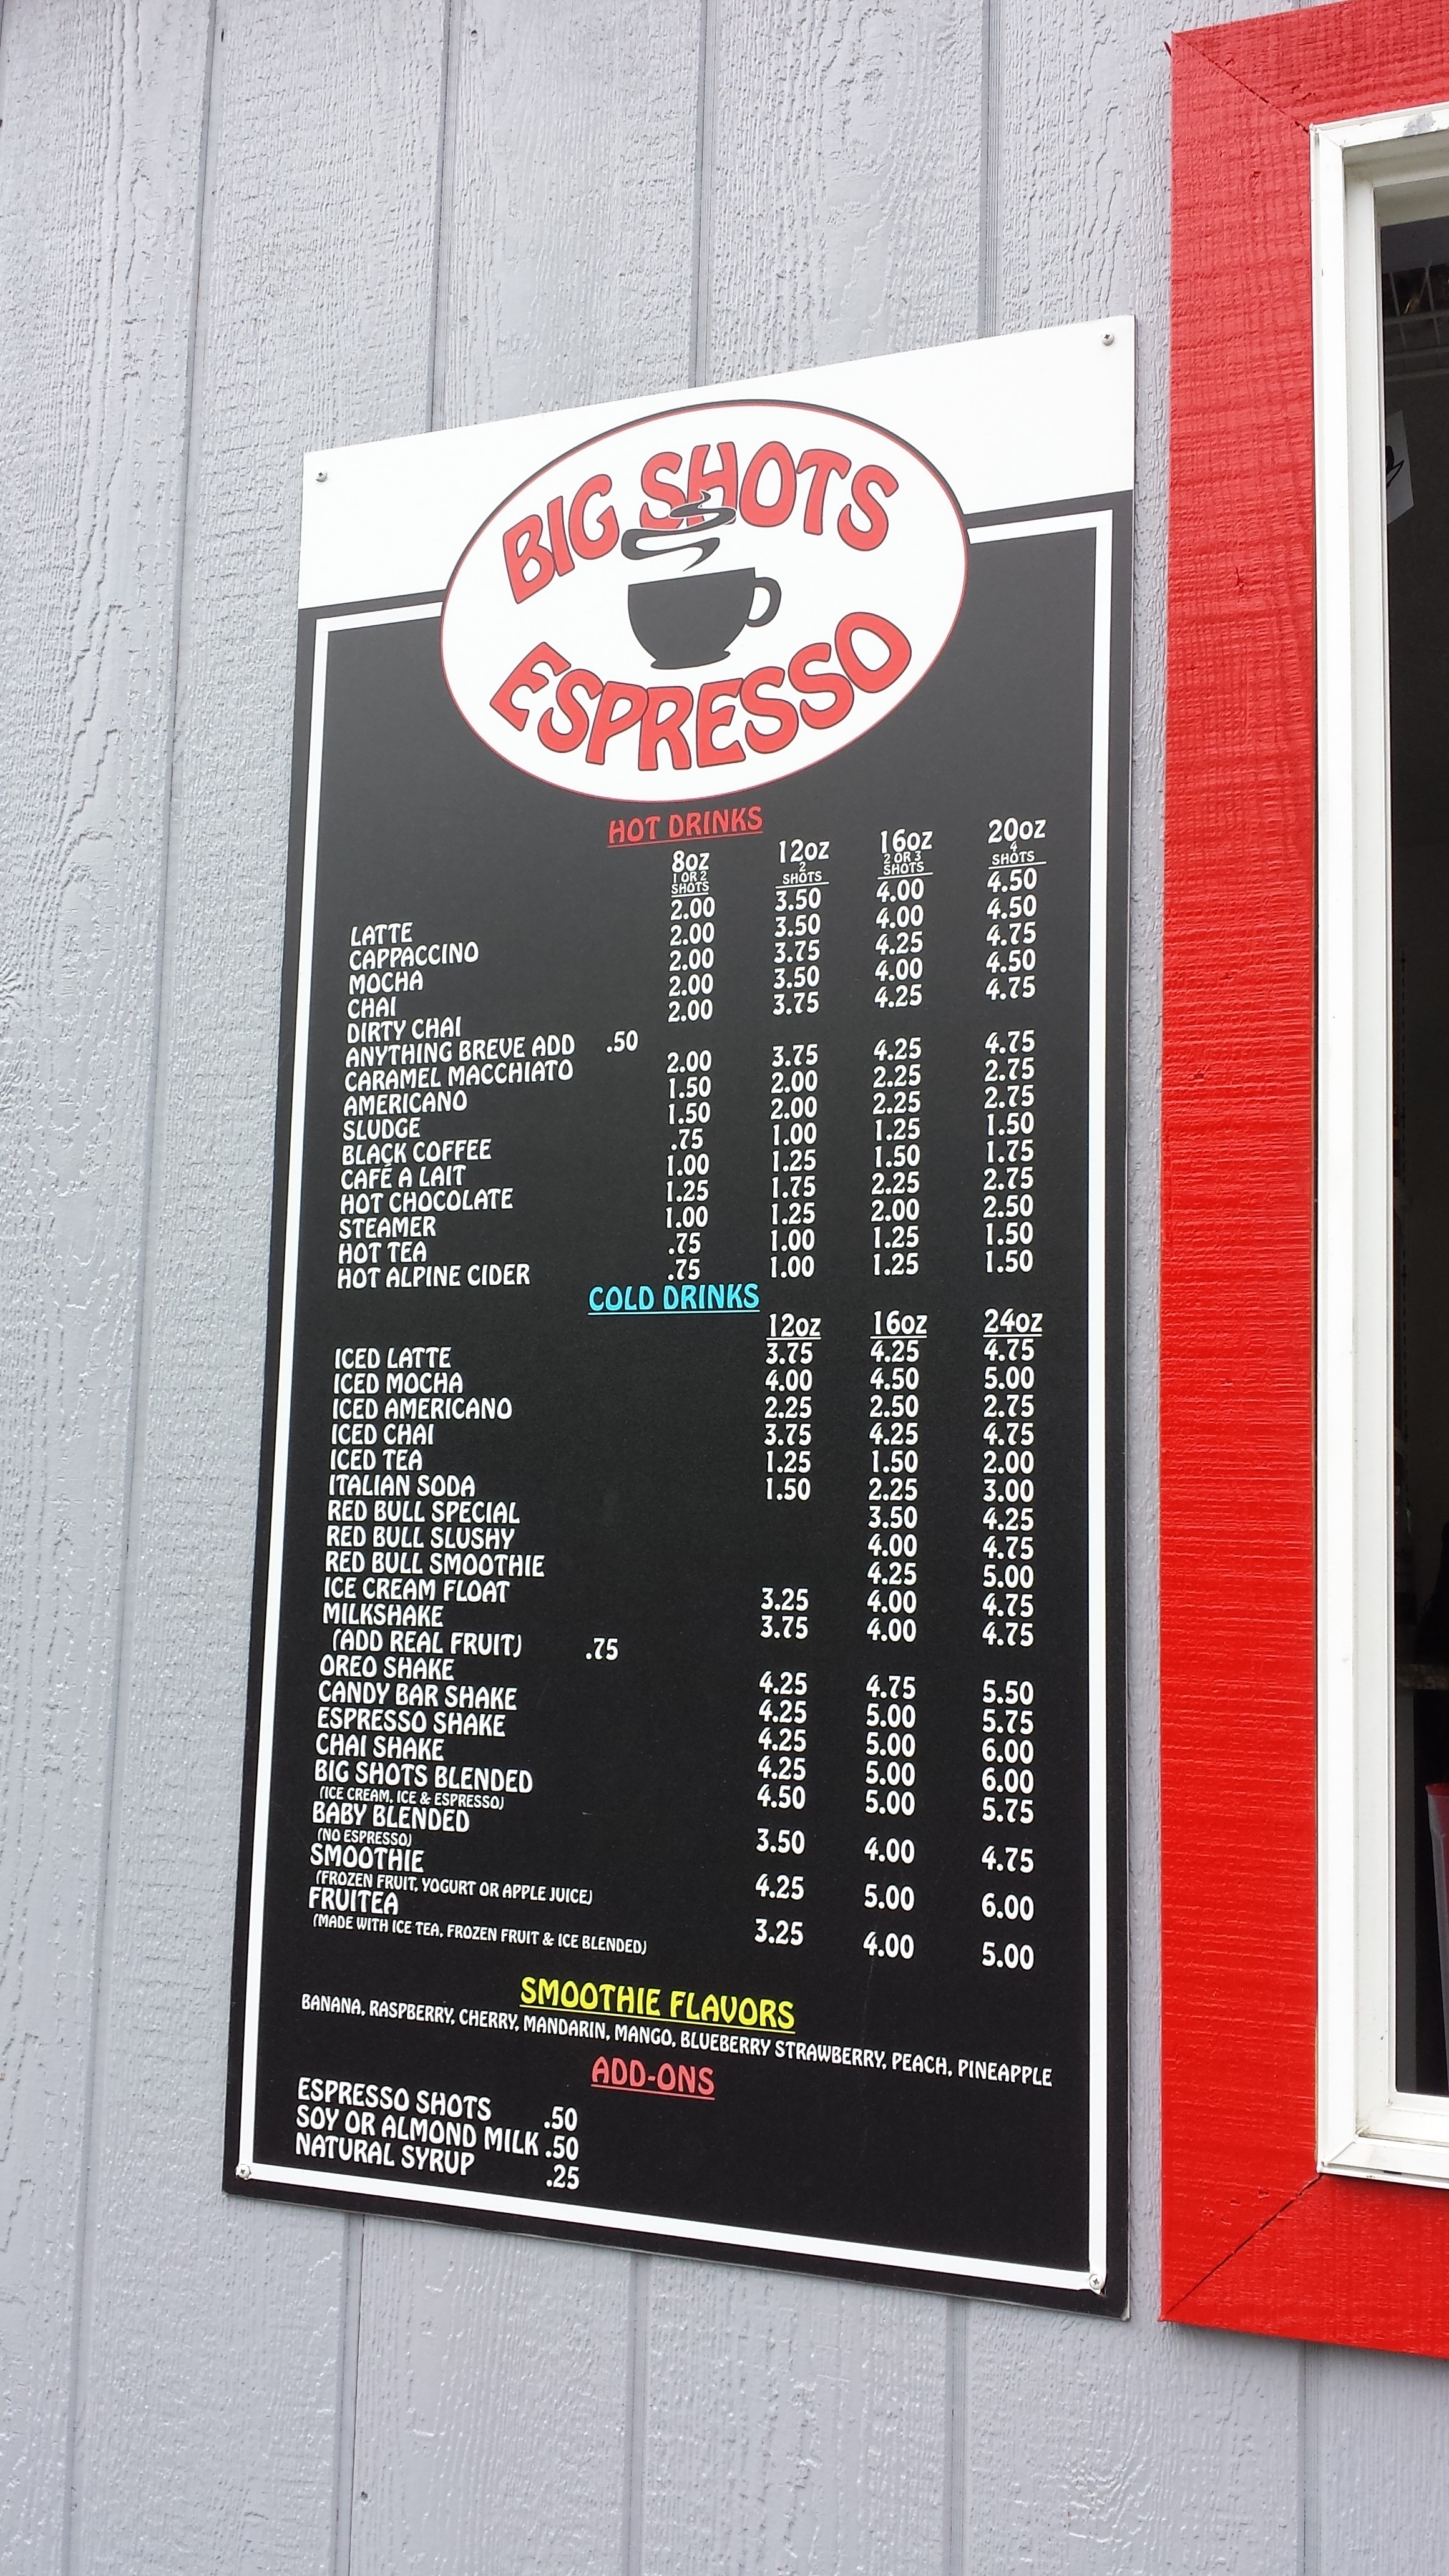 BIG SHOTS
ESPRESSO
HOT DRINKS
8oz 12oz 16oz 20oz
1 OR 2 SHOTS 2 SHOTS 2 OR 3 SHOTS 4 SHOTS
LATTE 2.00 3.50 4.00 4.50
CAPPACCINO 2.00 3.50 4.00 4.50
MOCHA 2.00 3.75 4.25 4.75
CHAI 2.00 3.50 4.00 4.50
DIRTY CHAI 2.00 3.75 4.25 4.75
ANYTHING BREVE ADD .50
CARAMEL MACCHIATO 2.00 3.75 4.25 4.75
AMERICANO 1.50 2.00 2.25 2.75
SLUDGE 1.50 2.00 2.25 2.75
BLACK COFFEE .75 1.00 1.25 1.50
CAFÉ A LAIT 1.00 1.25 1.50 1.75
HOT CHOCOLATE 1.25 1.75 2.25 2.75
STEAMER 1.00 1.25 2.00 2.50
HOT TEA .75 1.00 1.25 1.50
HOT ALPINE CIDER .75 1.00 1.25 1.50
COLD DRINKS
12oz 16oz 24oz
ICED LATTE 3.75 4.25 4.75
ICED MOCHA 4.00 4.50 5.00
ICED AMERICANO 2.25 2.50 2.75
ICED CHAI 3.75 4.25 4.75
ICED TEA 1.25 1.50 2.00
ITALIAN SODA 1.50 2.25 3.00
RED BULL SPECIAL 3.50 4.25
RED BULL SLUSHY 4.00 4.75
RED BULL SMOOTHIE 4.25 5.00
ICE CREAM FLOAT 3.25 4.00 4.75
MILKSHAKE 3.75 4.00 4.75
(ADD REAL FRUIT) .75
OREO SHAKE 4.25 4.75 5.50
CANDY BAR SHAKE 4.25 5.00 5.75
ESPRESSO SHAKE 4.25 5.00 6.00
CHAI SHAKE 4.25 5.00 6.00
BIG SHOTS BLENDED 4.50 5.00 5.75
(ICE CREAM, ICE & ESPRESSO)
BABY BLENDED 3.50 4.00 4.75
(NO ESPRESSO)
SMOOTHIE 4.25 5.00 6.00
(FROZEN FRUIT, YOGURT OR APPLE JUICE)
FRUITEA 3.25 4.00 5.00
(MADE WITH ICE TEA, FROZEN FRUIT & ICE BLENDED)
SMOOTHIE FLAVORS
BANANA, RASPBERRY, CHERRY, MANDARIN, MANGO, BLUEBERRY STRAWBERRY, PEACH, PINEAPPLE
ADD-ONS
ESPRESSO SHOTS .50
SOY OR ALMOND MILK .50
NATURAL SYRUP .25